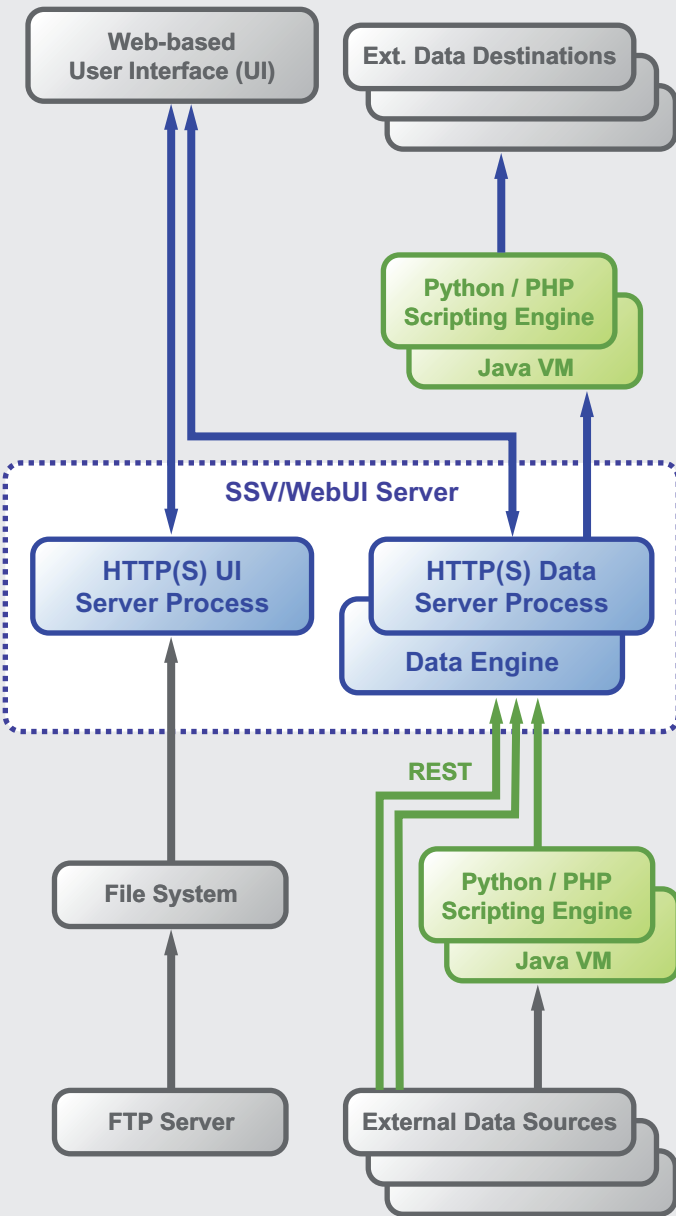 Web-based
User Interface (UI)
Ext. Data Destinations
Python / PHP
Scripting Engine
Java VM
SSV/WebUI Server
HTTP(S) UI
Server Process
HTTP(S) Data
Server Process
Data Engine
REST
File System
Python / PHP
Scripting Engine
Java VM
FTP Server
External Data Sources